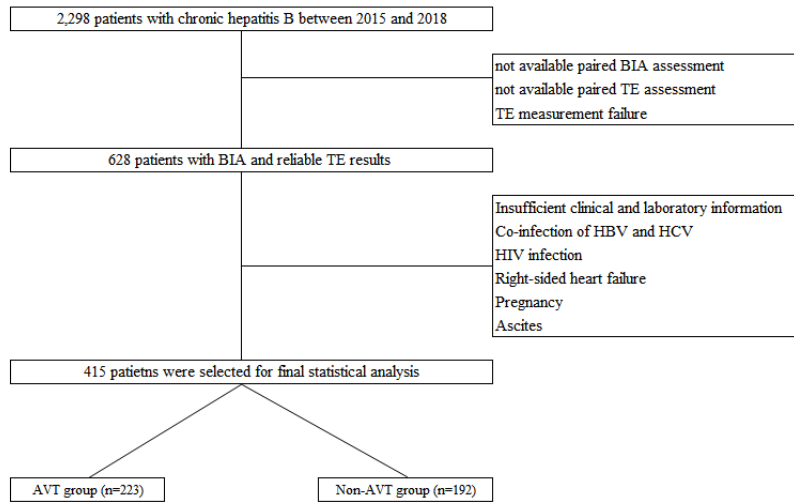 2,298 patients with chronic hepatitis B between 2015 and 2018
not available paired BIA assessment
not available paired TE assessment
TE measurement failure
628 patients with BIA and reliable TE results
Insufficient clinical and laboratory information
Co-infection of HBV and HCV
HIV infection
Right-sided heart failure
Pregnancy
Ascites
415 patietns were selected for final statistical analysis
AVT group (n=223)
Non-AVT group (n=192)